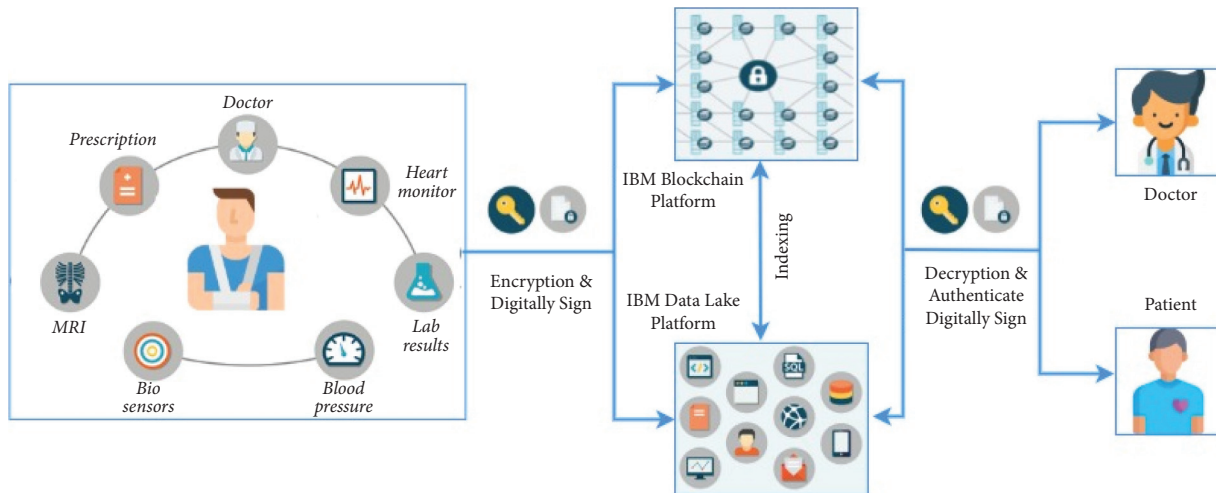 Doctor
Prescription
Heart
monitor
MRI
Lab
results
Bio
sensors
Blood
pressure
Encryption &
Digitally Sign
IBM Blockchain
Platform
Indexing
IBM Data Lake
Platform
SQL
Decryption &
Authenticate
Digitally Sign
Doctor
Patient